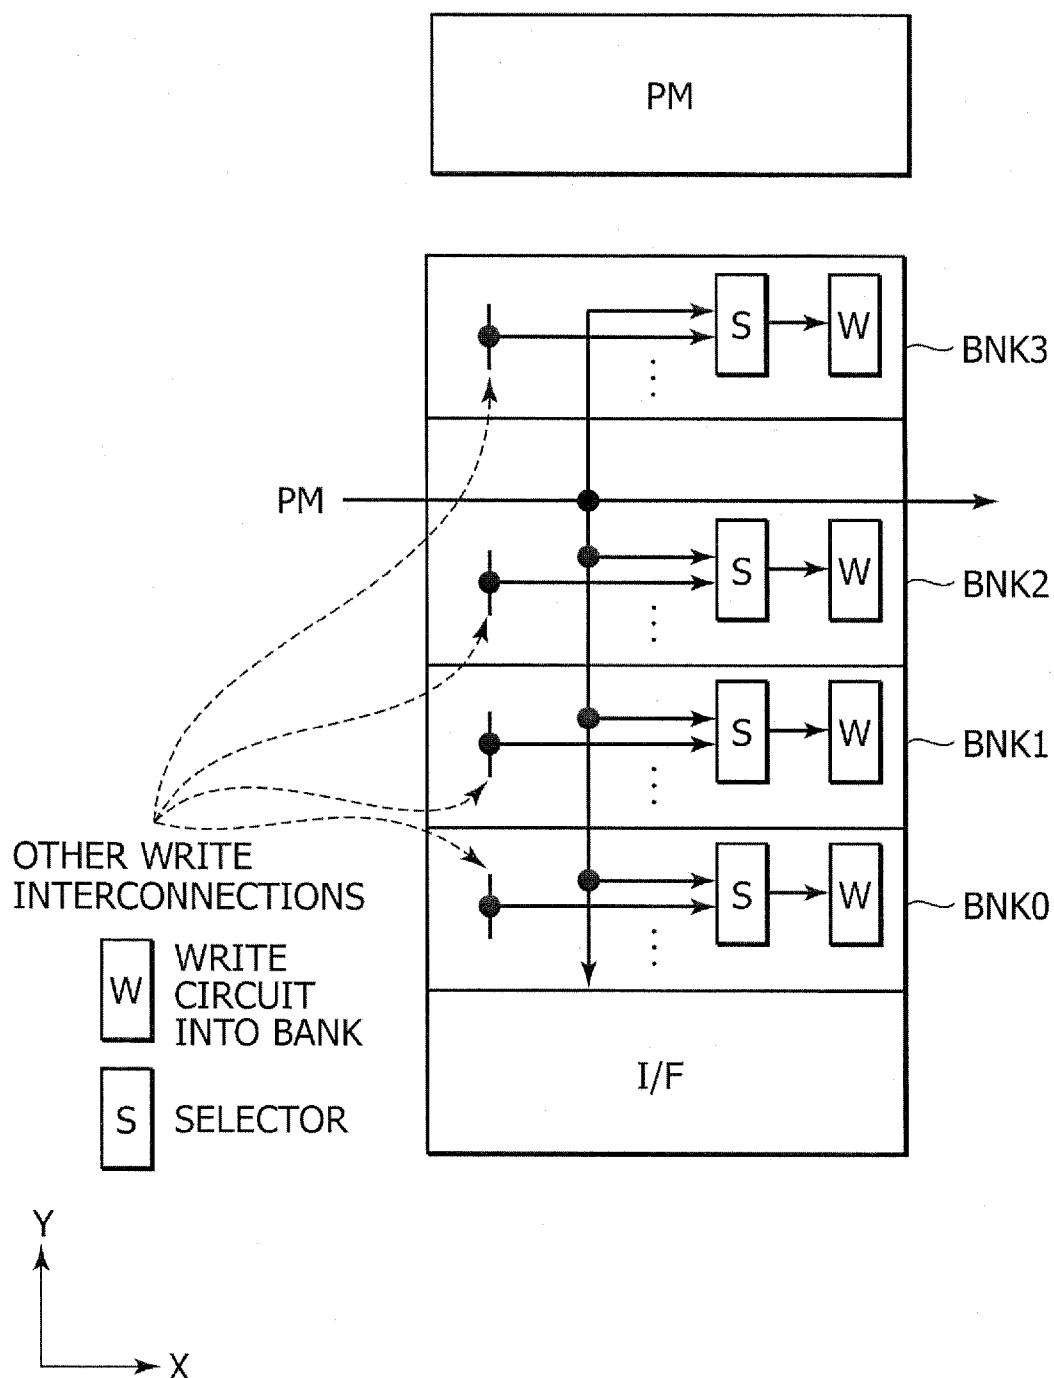 PM
S
W
BNK3
PM
S
W
BNK2
S
W
BNK1
OTHER WRITE
INTERCONNECTIONS
S
W
BNK0
W
WRITE
CIRCUIT
INTO BANK
I/F
S
SELECTOR
Y
X